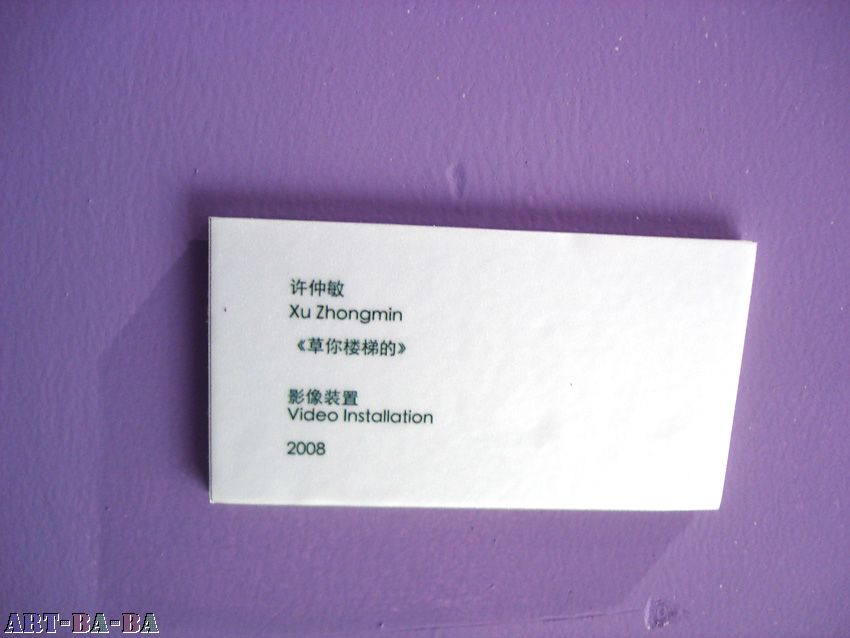 许仲敏
Xu Zhongmin
《草你楼梯的》
影像装置
Video Installation
2008
ART-BA-BA